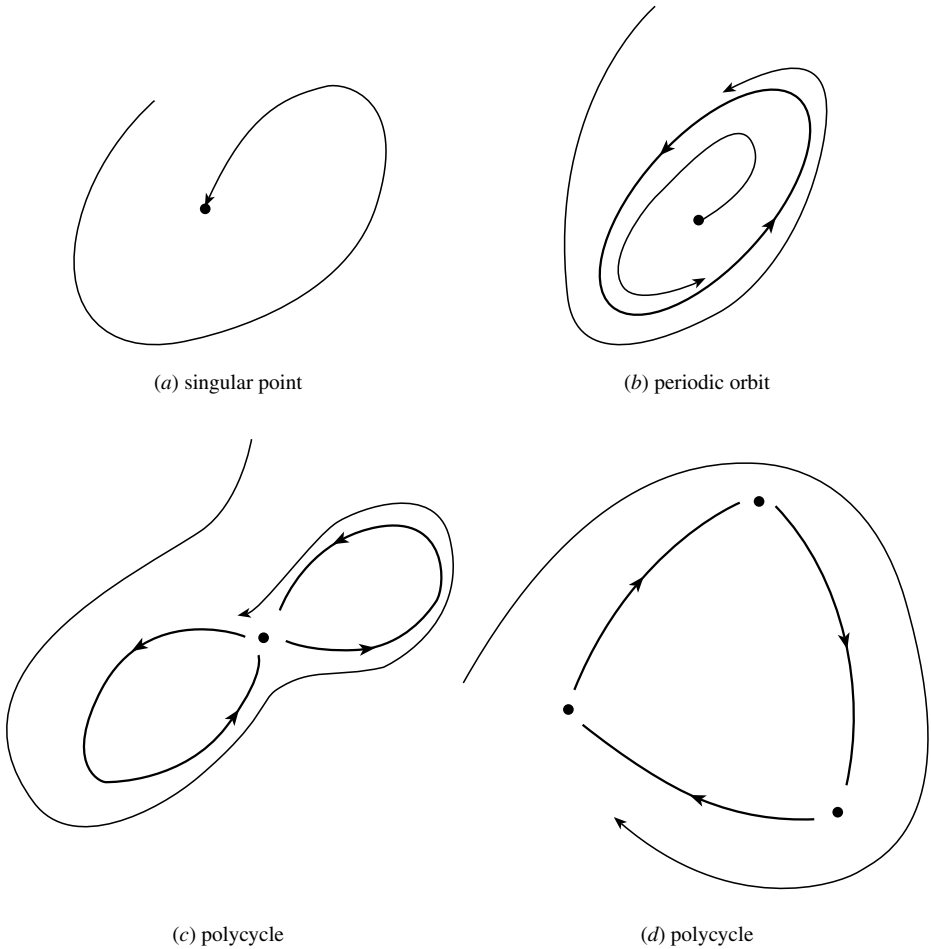 (a) singular point
(b) periodic orbit
(c) polycycle
(d) polycycle